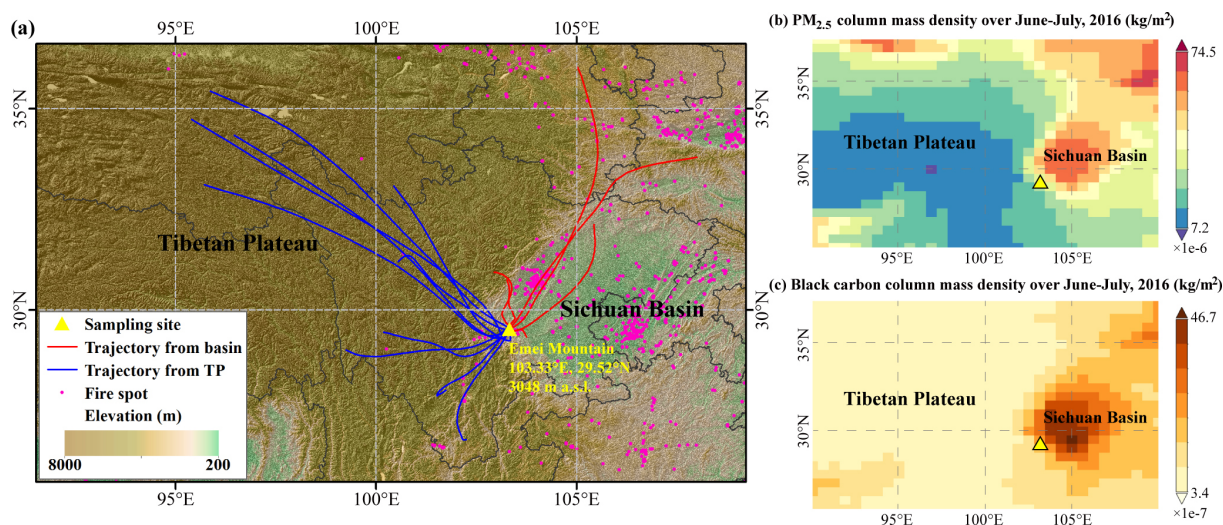 (a)
95°E
100°E
105°E
35°N
30°N
35°N
30°N
Tibetan Plateau
Sichuan Basin
Emei Mountain
103.33°E, 29.52°N
3048 m a.s.l.
Sampling site
Trajectory from basin
Trajectory from TP
Fire spot
Elevation (m)
8000
200
95°E
100°E
105°E
(b) PM2.5 column mass density over June-July, 2016 (kg/m²)
35°N
30°N
Tibetan Plateau
Sichuan Basin
95°E
100°E
105°E
74.5
7.2
×1e-6
(c) Black carbon column mass density over June-July, 2016 (kg/m²)
35°N
30°N
Tibetan Plateau
Sichuan Basin
95°E
100°E
105°E
46.7
3.4
×1e-7